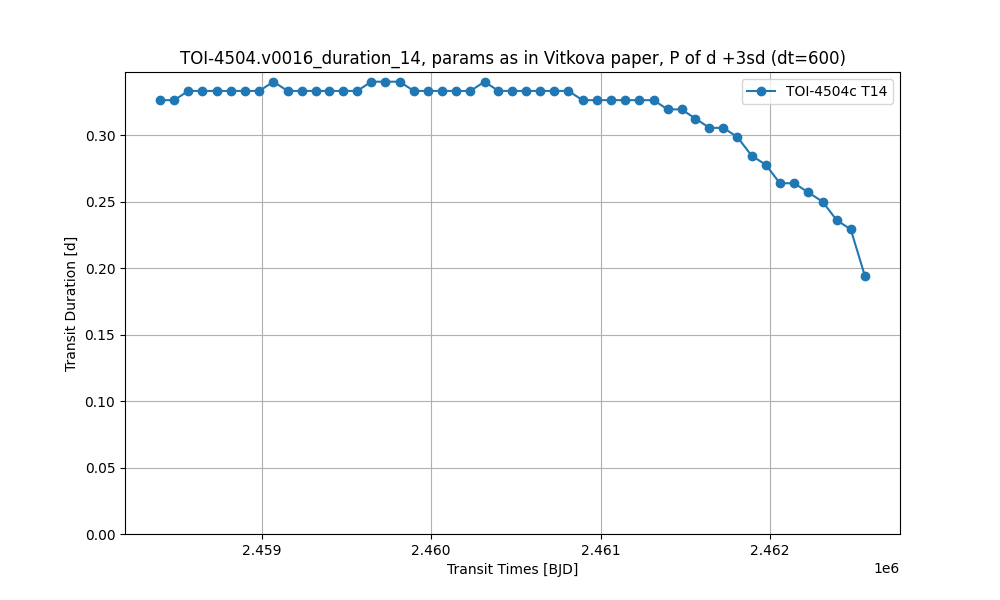 TOI-4504.v0016_duration_14, params as in Vitkova paper, P of d +3sd (dt=600)
TOI-4504c T14
Transit Duration [d]
0.30
0.25
0.20
0.15
0.10
0.05
0.00
2.459 2.460 2.461 2.462
Transit Times [BJD]
1e6